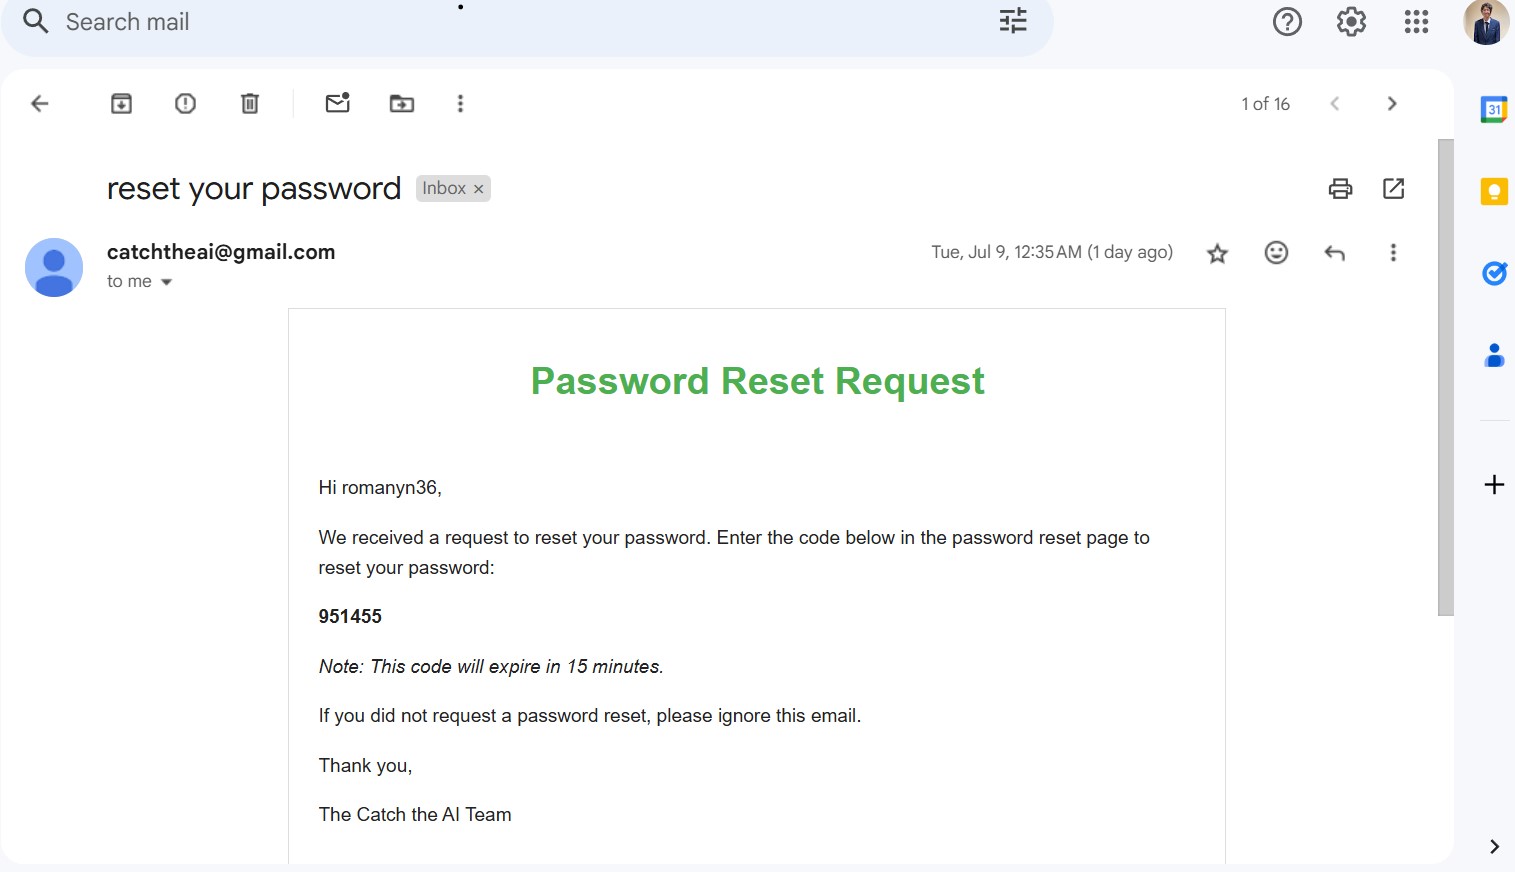 Search mail
1 of 16
reset your password Inbox ×
catchtheai@gmail.com
Tue, Jul 9, 12:35 AM (1 day ago)
to me
31
Password Reset Request
Hi romanyn36,
We received a request to reset your password. Enter the code below in the password reset page to
reset your password:
951455
Note: This code will expire in 15 minutes.
If you did not request a password reset, please ignore this email.
Thank you,
The Catch the AI Team